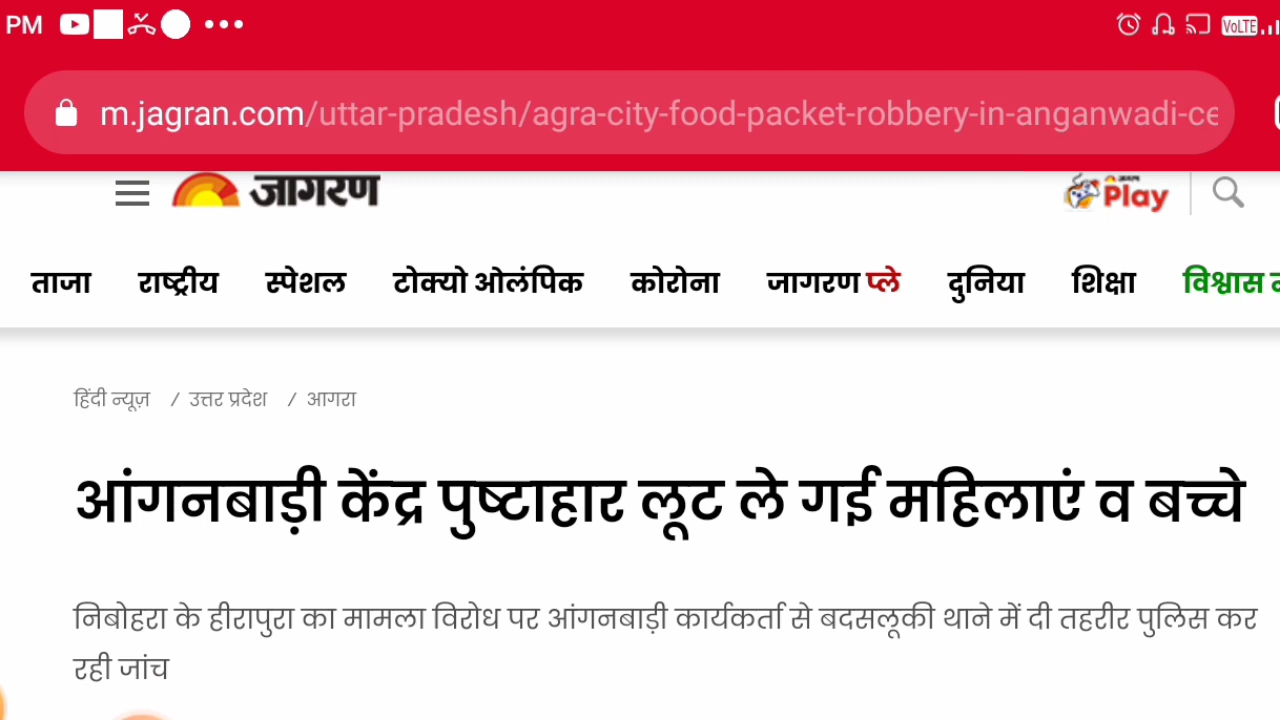 PM
VoLTE
m.jagran.com/uttar-pradesh/agra-city-food-packet-robbery-in-anganwadi-ce
जागरण
Play
ताजा राष्ट्रीय स्पेशल टोक्यो ओलंपिक कोरोना जागरण प्ले दुनिया शिक्षा विश्वास
हिंदी न्यूज़ / उत्तर प्रदेश / आगरा
आंगनबाड़ी केंद्र पुष्टाहार लूट ले गई महिलाएं व बच्चे
निबोहरा के हीरापुरा का मामला विरोध पर आंगनबाड़ी कार्यकर्ता से बदसलूकी थाने में दी तहरीर पुलिस कर
रही जांच